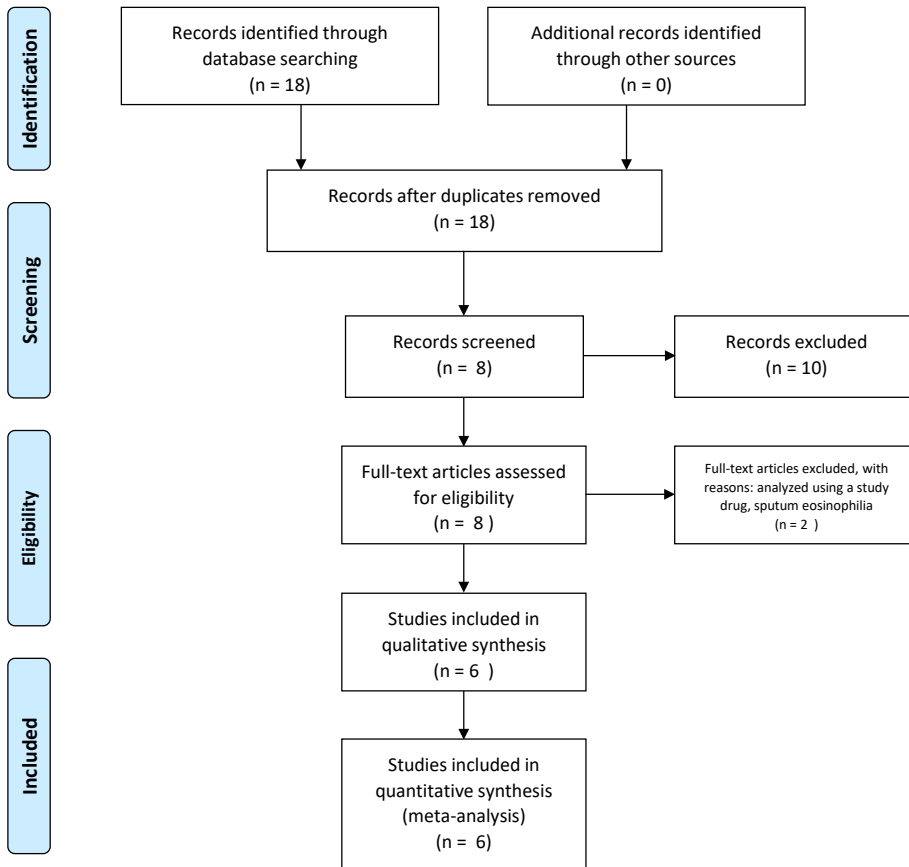 Identification
Records identified through
database searching
(n = 18)
Additional records identified
through other sources
(n = 0)
Records after duplicates removed
(n = 18)
Screening
Records screened
(n = 8)
Records excluded
(n = 10)
Eligibility
Full-text articles assessed
for eligibility
(n = 8 )
Full-text articles excluded, with
reasons: analyzed using a study
drug, sputum eosinophilia
(n = 2 )
Studies included in
qualitative synthesis
(n = 6 )
Included
Studies included in
quantitative synthesis
(meta-analysis)
(n = 6)